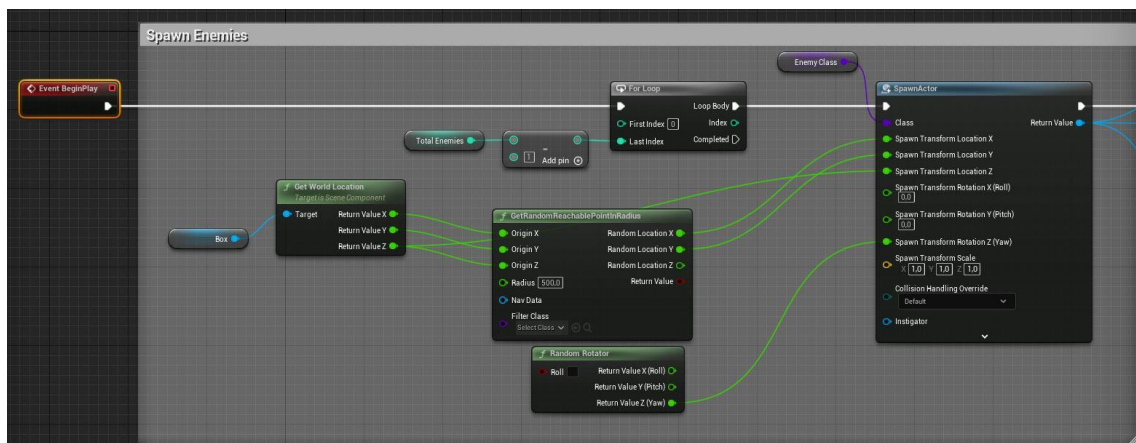 Spawn Enemies
Event BeginPlay
Enemy Class
For Loop
Loop Body
First Index 0
Index
Last Index
Completed
Total Enemies
-
1
Add pin
SpawnActor
Class
Return Value
Spawn Transform Location X
Spawn Transform Location Y
Spawn Transform Location Z
Spawn Transform Rotation X (Roll)
0,0
Spawn Transform Rotation Y (Pitch)
0,0
Spawn Transform Rotation Z (Yaw)
Spawn Transform Scale
X 1,0 Y 1,0 Z 1,0
Collision Handling Override
Default
Instigator
Get World Location
Target is Scene Component
Target
Return Value X
Return Value Y
Return Value Z
Box
GetRandomReachablePointInRadius
Origin X
Random Location X
Origin Y
Random Location Y
Origin Z
Random Location Z
Radius 500,0
Return Value
Nav Data
Filter Class
Select Class
Random Rotator
Roll
Return Value X (Roll)
Return Value Y (Pitch)
Return Value Z (Yaw)